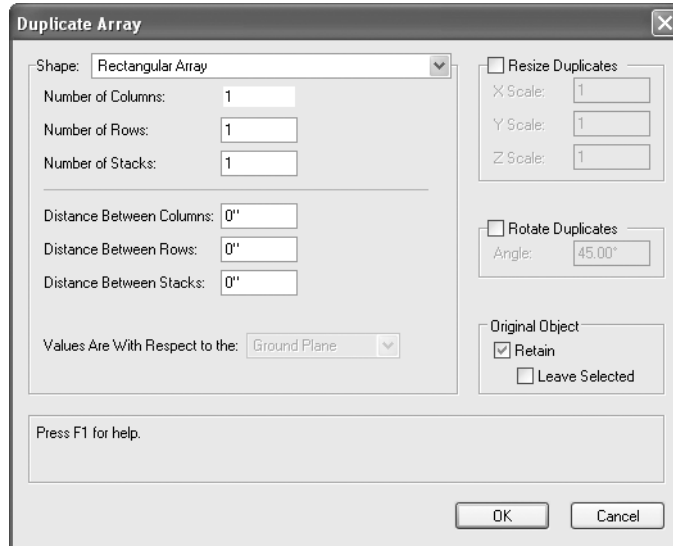 Duplicate Array
Shape: Rectangular Array
Number of Columns: 1
Number of Rows: 1
Number of Stacks: 1
Distance Between Columns: 0"
Distance Between Rows: 0"
Distance Between Stacks: 0"
Values Are With Respect to the: Ground Plane
Resize Duplicates
X Scale: 1
Y Scale: 1
Z Scale: 1
Rotate Duplicates
Angle: 45.00°
Original Object
Retain
Leave Selected
Press F1 for help.
OK Cancel